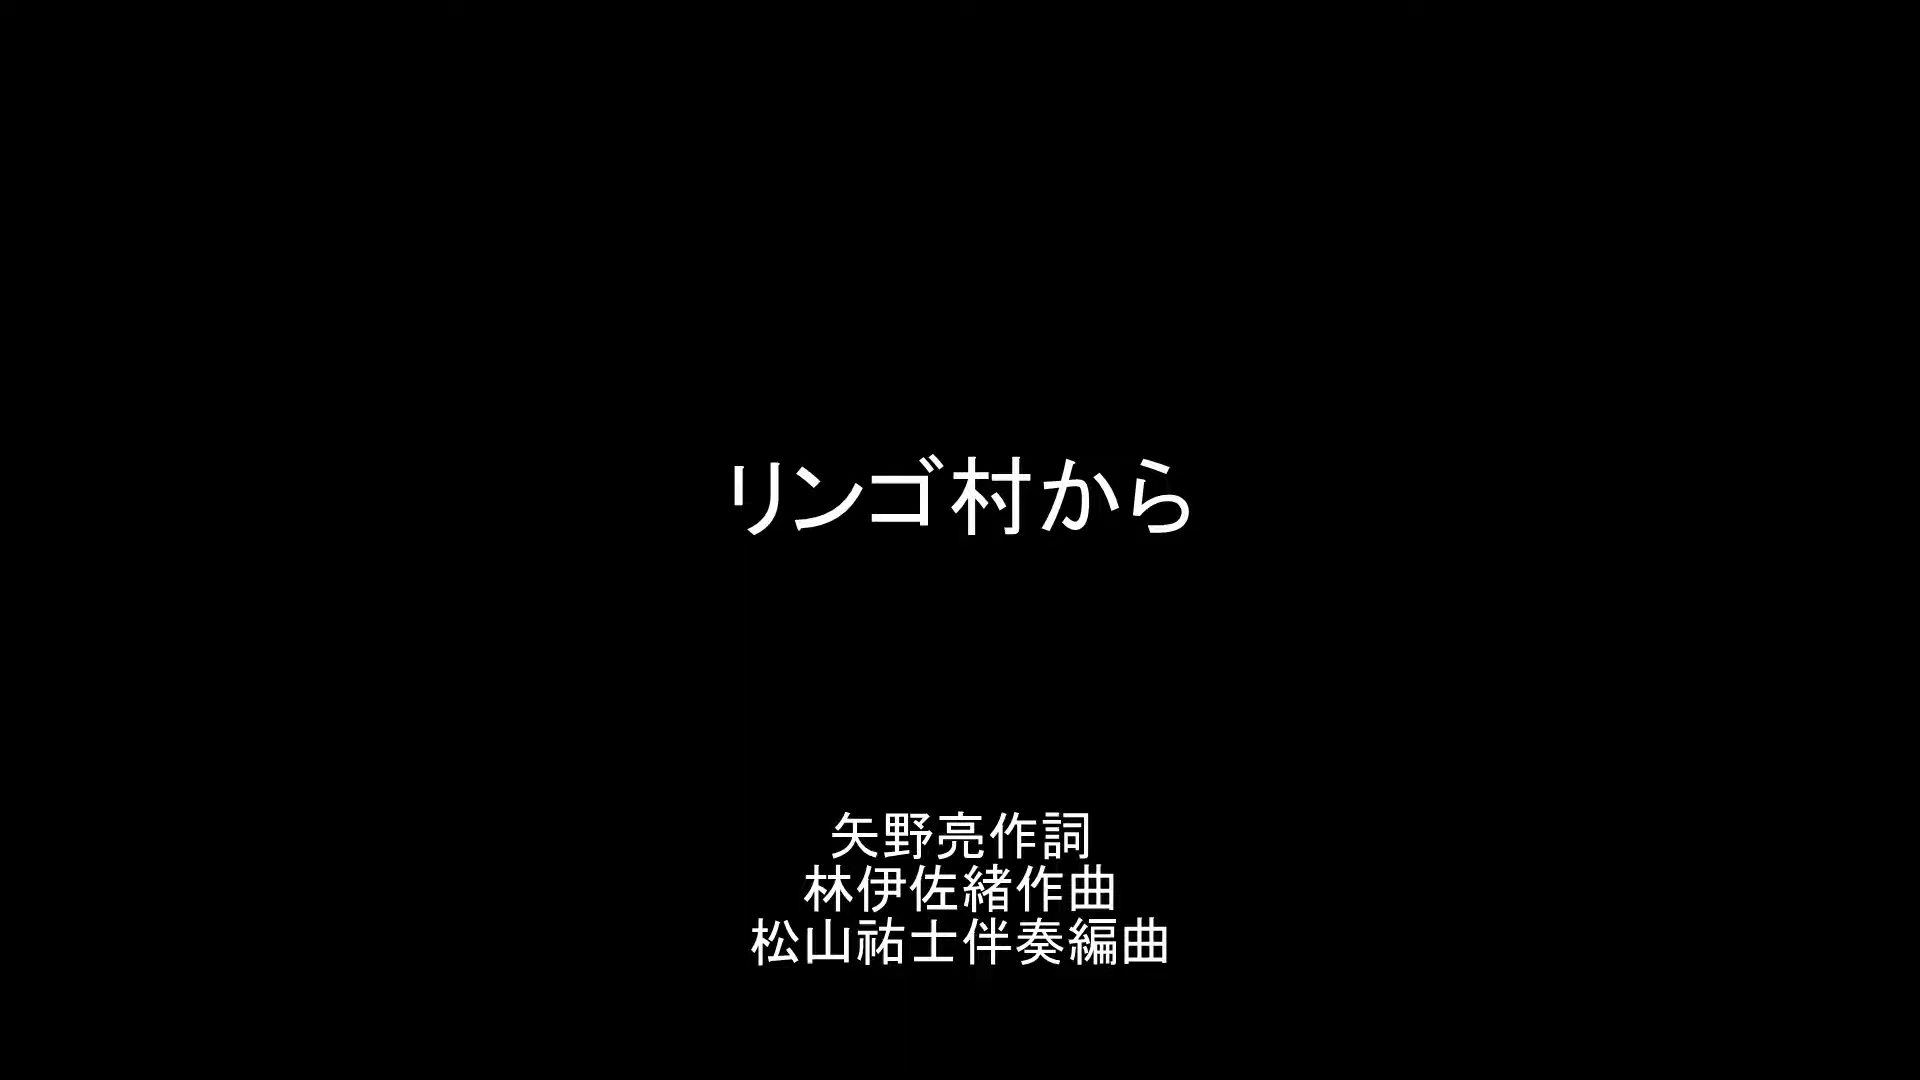 リンゴ村から
矢野亮作詞
林伊佐緒作曲
松山祐士伴奏編曲